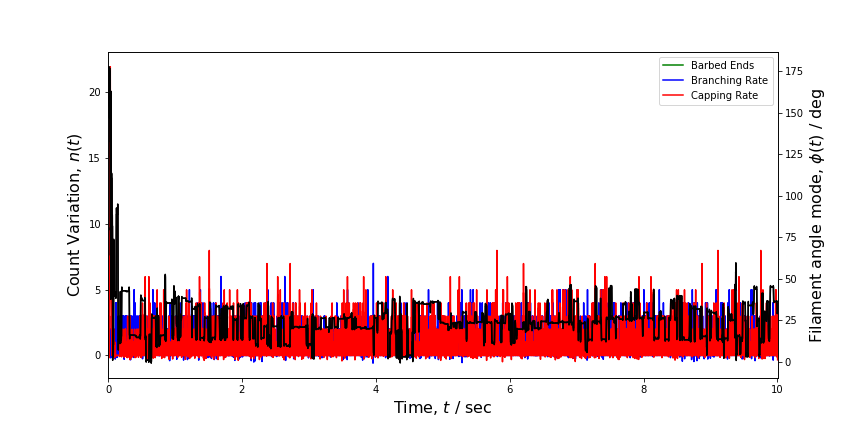 Barbed Ends
Branching Rate
Capping Rate
Count Variation, n(t)
20
15
10
5
0
175
150
125
100
75
50
25
0
Filament angle mode, ϕ(t) / deg
0 2 4 6 8 10
Time, t / sec